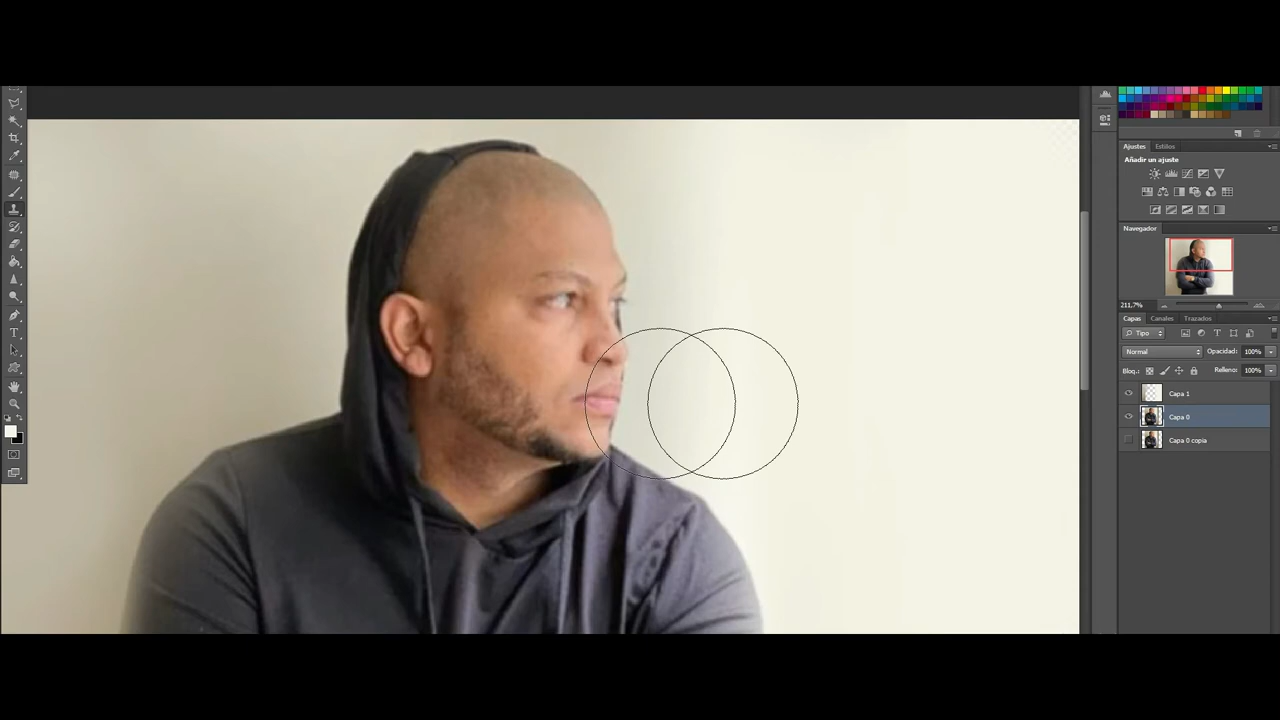 Ajustes Estilos
Añadir un ajuste
Navegador
211,7%
Capas Canales Trazados
Tipo
Normal Opacidad: 100%
Bloq.: Relleno: 100%
Capa 1
Capa 0
Capa 0 copia